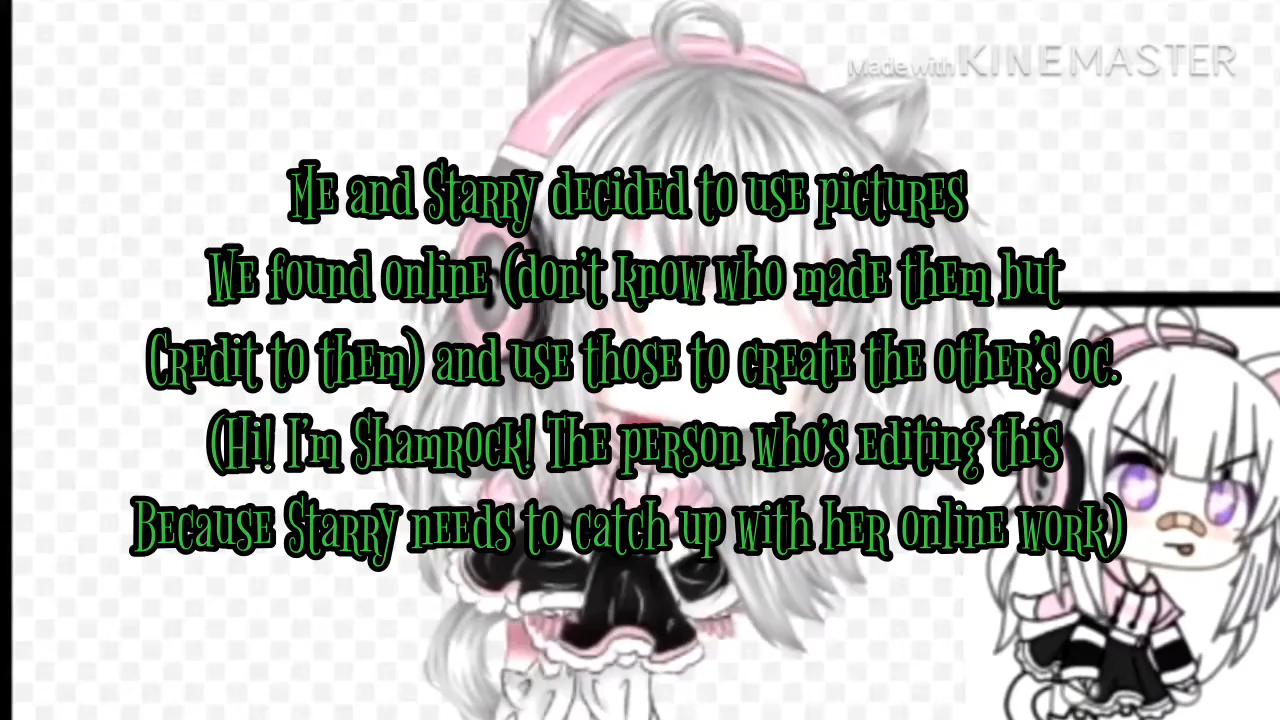 Made with KINEMASTER
Me and Starry decided to use pictures
We found online (don't know who made them but
Credit to them) and use those to create the other's oc.
(Hi! I'm Shamrock! The person who's editing this
Because Starry needs to catch up with her online work)